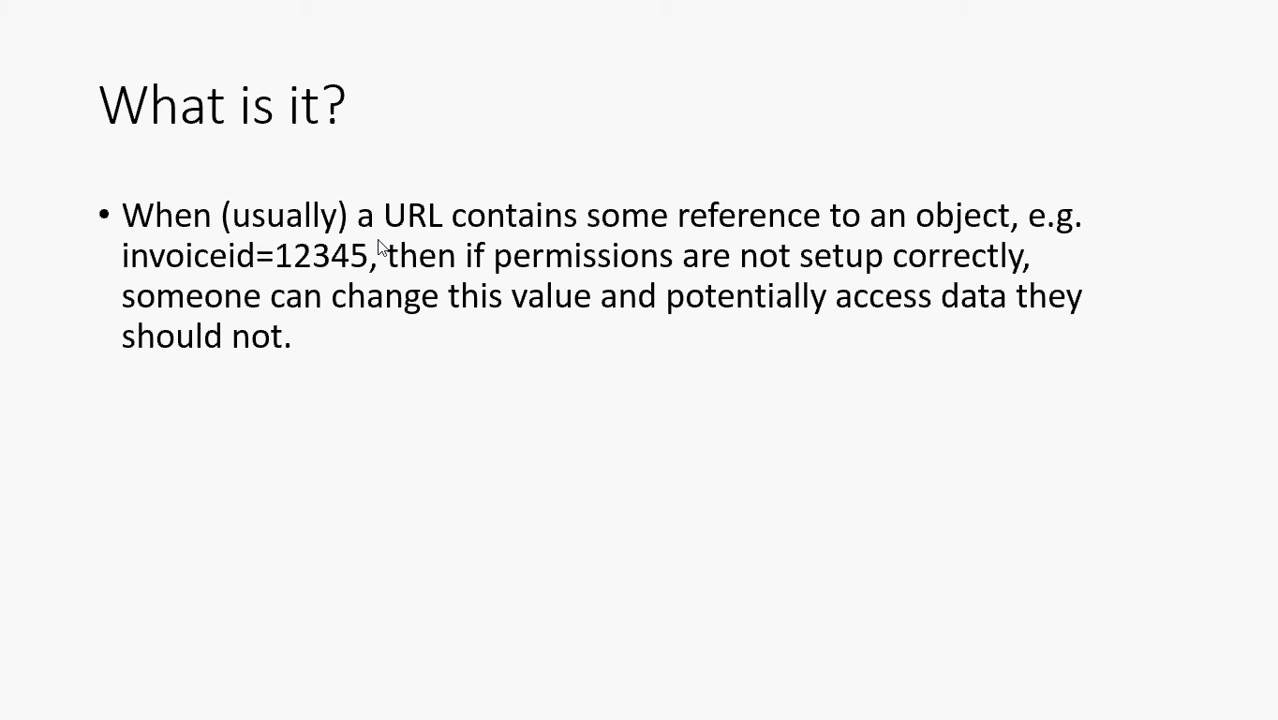 What is it?
• When (usually) a URL contains some reference to an object, e.g.
invoiceid=12345, then if permissions are not setup correctly,
someone can change this value and potentially access data they
should not.